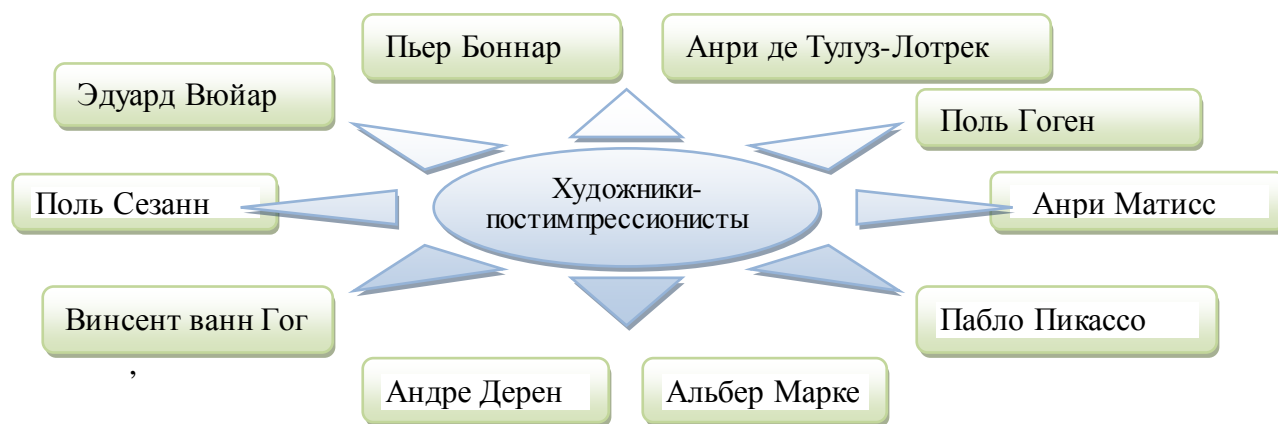 Пьер Боннар
Анри де Тулуз-Лотрек
Эдуард Вюйар
Поль Гоген
Поль Сезанн
Художники-
постимпрессионисты
Анри Матисс
Винсент ванн Гог
,
Пабло Пикассо
Андре Дерен
Альбер Марке